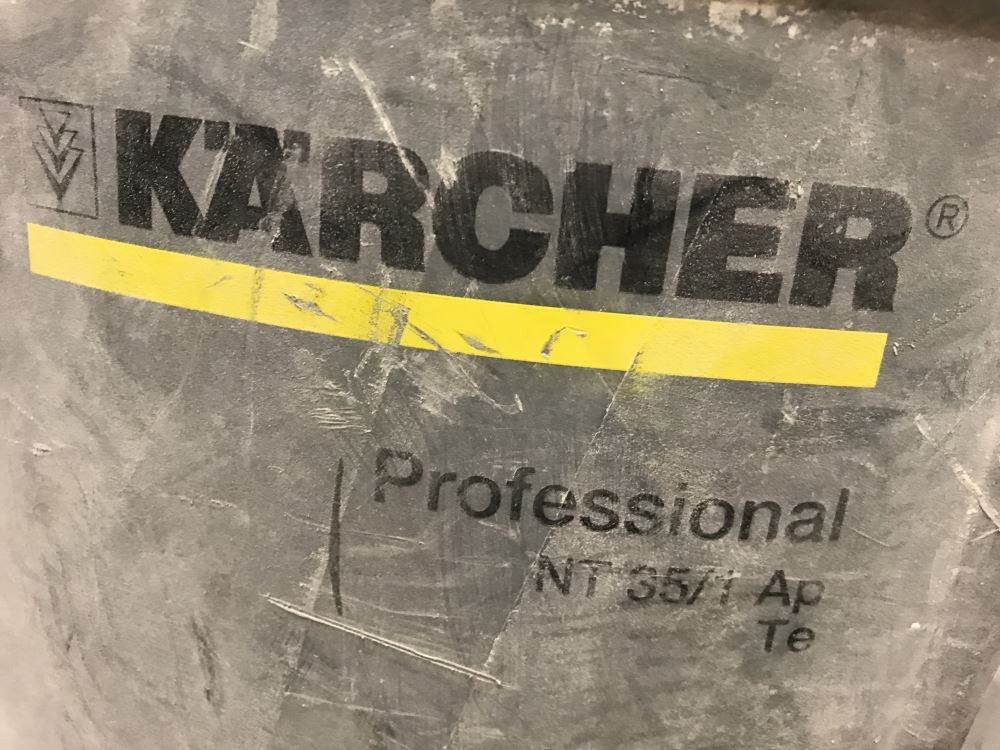 KÄRCHER ®
Professional
NT 35/1 Ap
Te